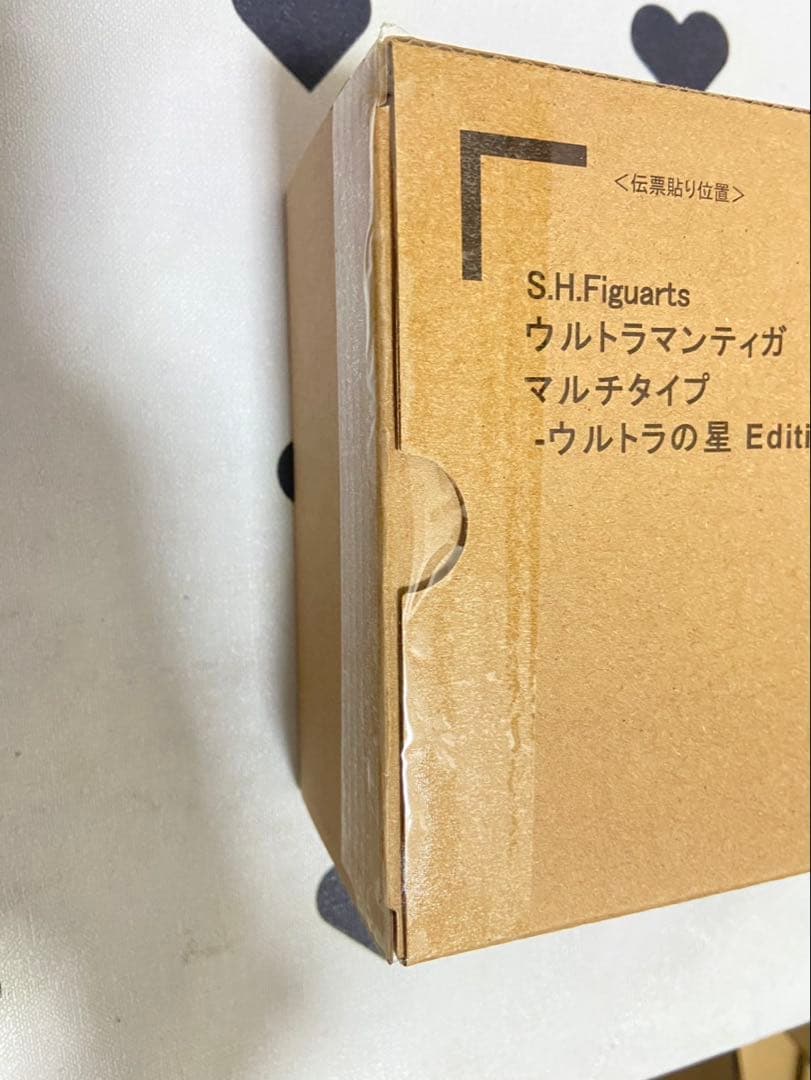 <伝票貼り位置>
S.H.Figuarts
ウルトラマンティガ
マルチタイプ
-ウルトラの星 Editi